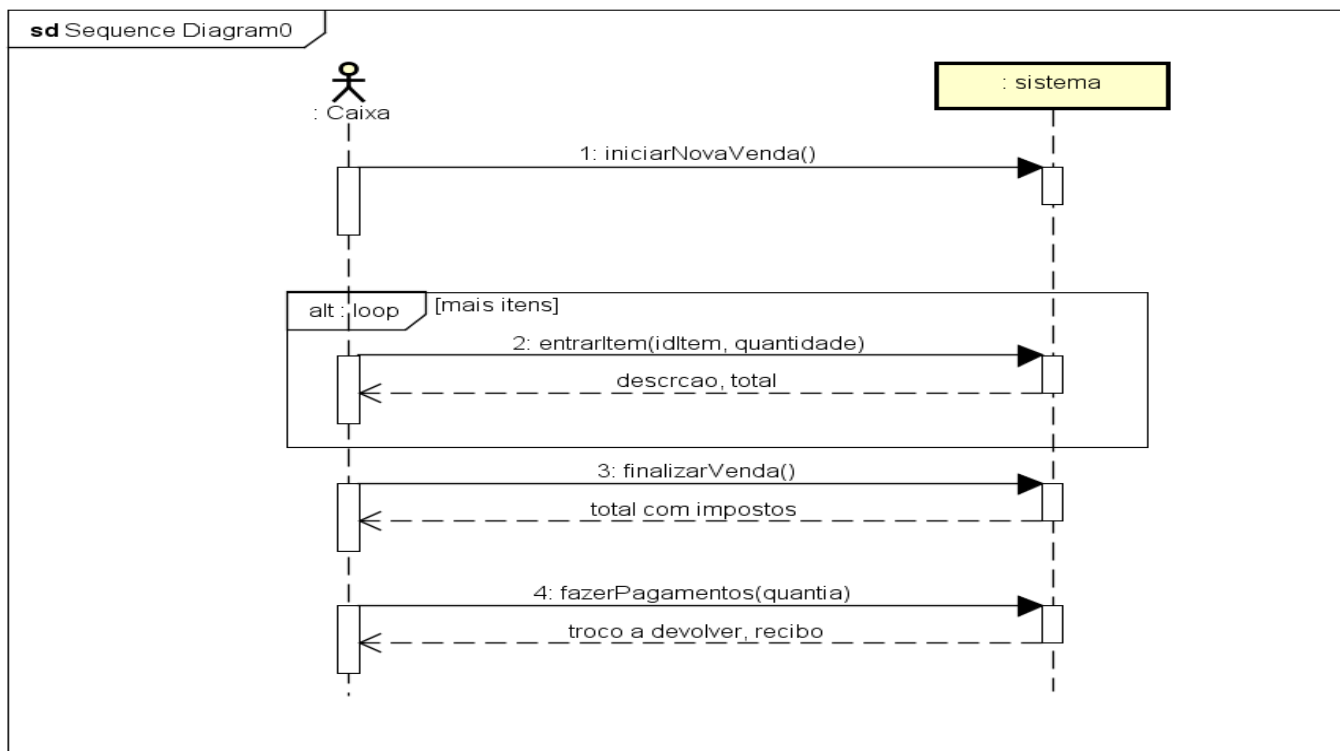 sd Sequence Diagram0
: Caixa
: sistema
1: iniciarNovaVenda()
alt : loop
[mais itens]
2: entrarItem(idItem, quantidade)
descrcao, total
3: finalizarVenda()
total com impostos
4: fazerPagamentos(quantia)
troco a devolver, recibo